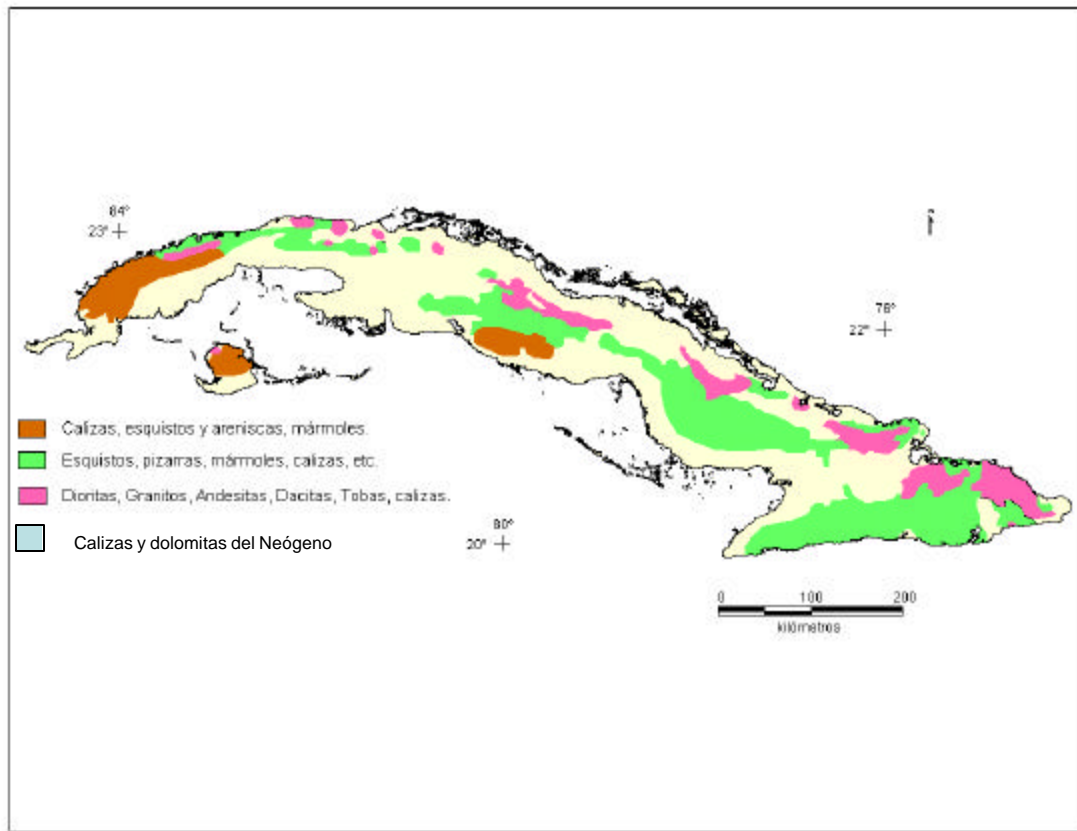 84°
23°
76°
22°
Calizas, esquistos y areniscas, mármoles.
Esquistos, pizarras, mármoles, calizas, etc.
Dioritas, Granitos, Andesitas, Dacitas, Tobas, calizas.
Calizas y dolomitas del Neógeno
80°
20°
0 100 200
kilómetros